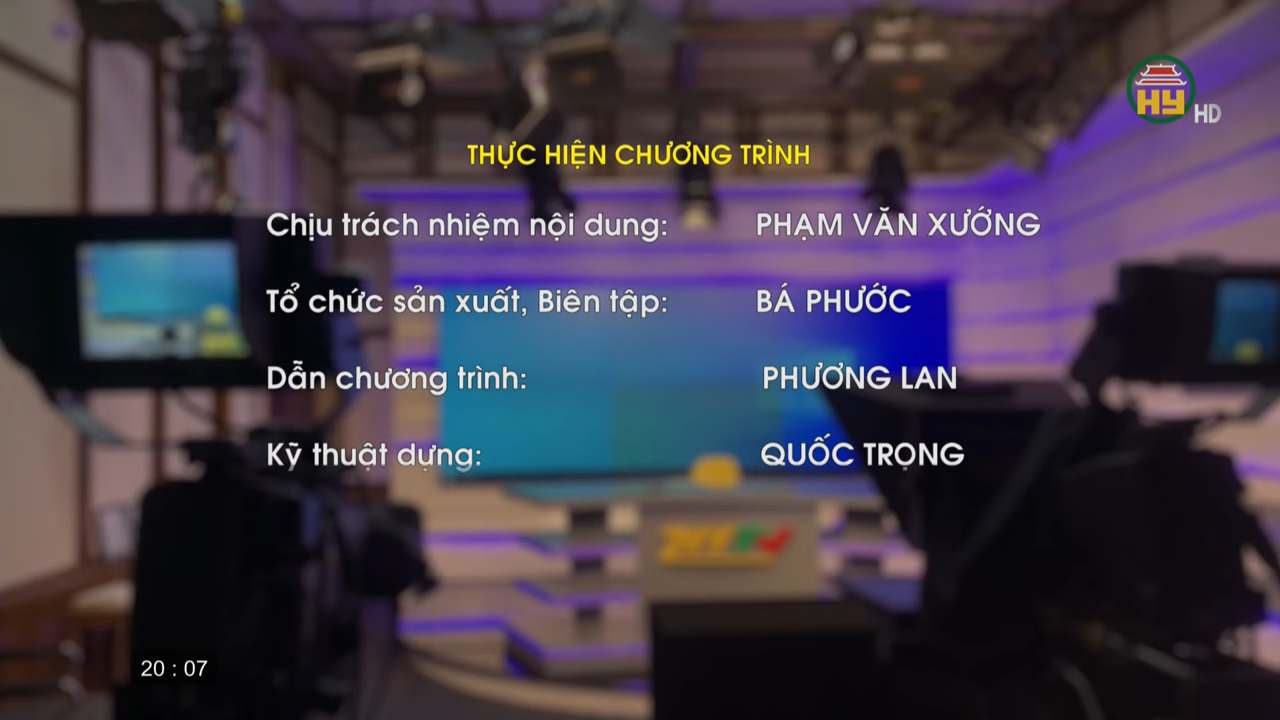 HY HD
THỰC HIỆN CHƯƠNG TRÌNH
Chịu trách nhiệm nội dung: PHẠM VĂN XƯỚNG
Tổ chức sản xuất, Biên tập: BÁ PHƯỚC
Dẫn chương trình: PHƯƠNG LAN
Kỹ thuật dựng: QUỐC TRỌNG
20 : 07